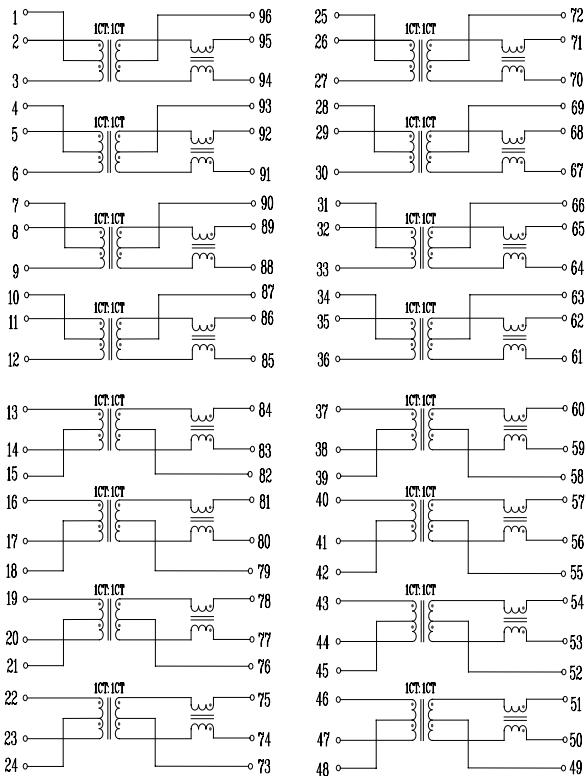 1 96 25 72
1CT:1CT 1CT:1CT
2 95 26 71
3 94 27 70
4 93 28 69
1CT:1CT 1CT:1CT
5 92 29 68
6 91 30 67
7 90 31 66
1CT:1CT 1CT:1CT
8 89 32 65
9 88 33 64
10 87 34 63
1CT:1CT 1CT:1CT
11 86 35 62
12 85 36 61
1CT:1CT 1CT:1CT
13 84 37 60
14 83 38 59
15 82 39 58
1CT:1CT 1CT:1CT
16 81 40 57
17 80 41 56
18 79 42 55
1CT:1CT 1CT:1CT
19 78 43 54
20 77 44 53
21 76 45 52
1CT:1CT 1CT:1CT
22 75 46 51
23 74 47 50
24 73 48 49